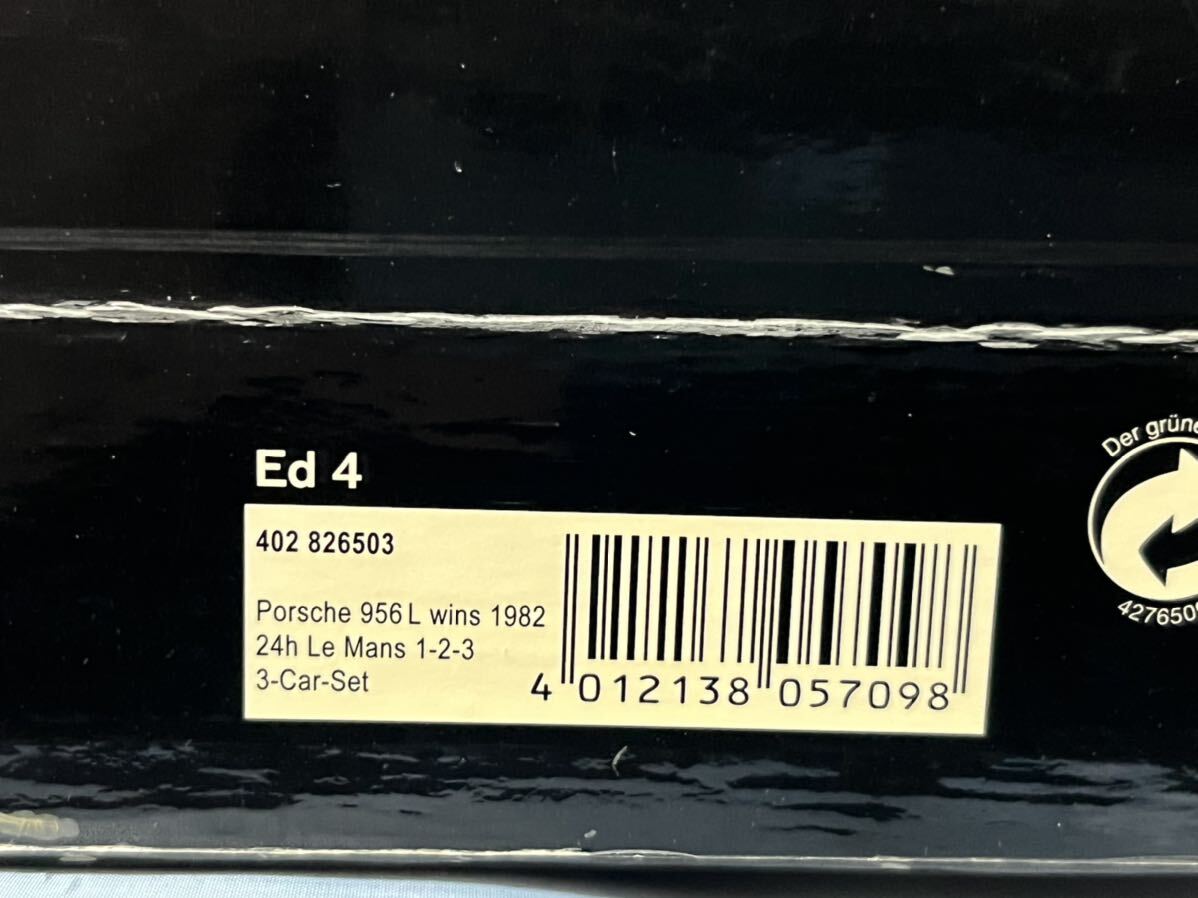 Ed 4
402 826503
Porsche 956 L wins 1982
24h Le Mans 1-2-3
3-Car-Set
4 012138 057098
Der grüne